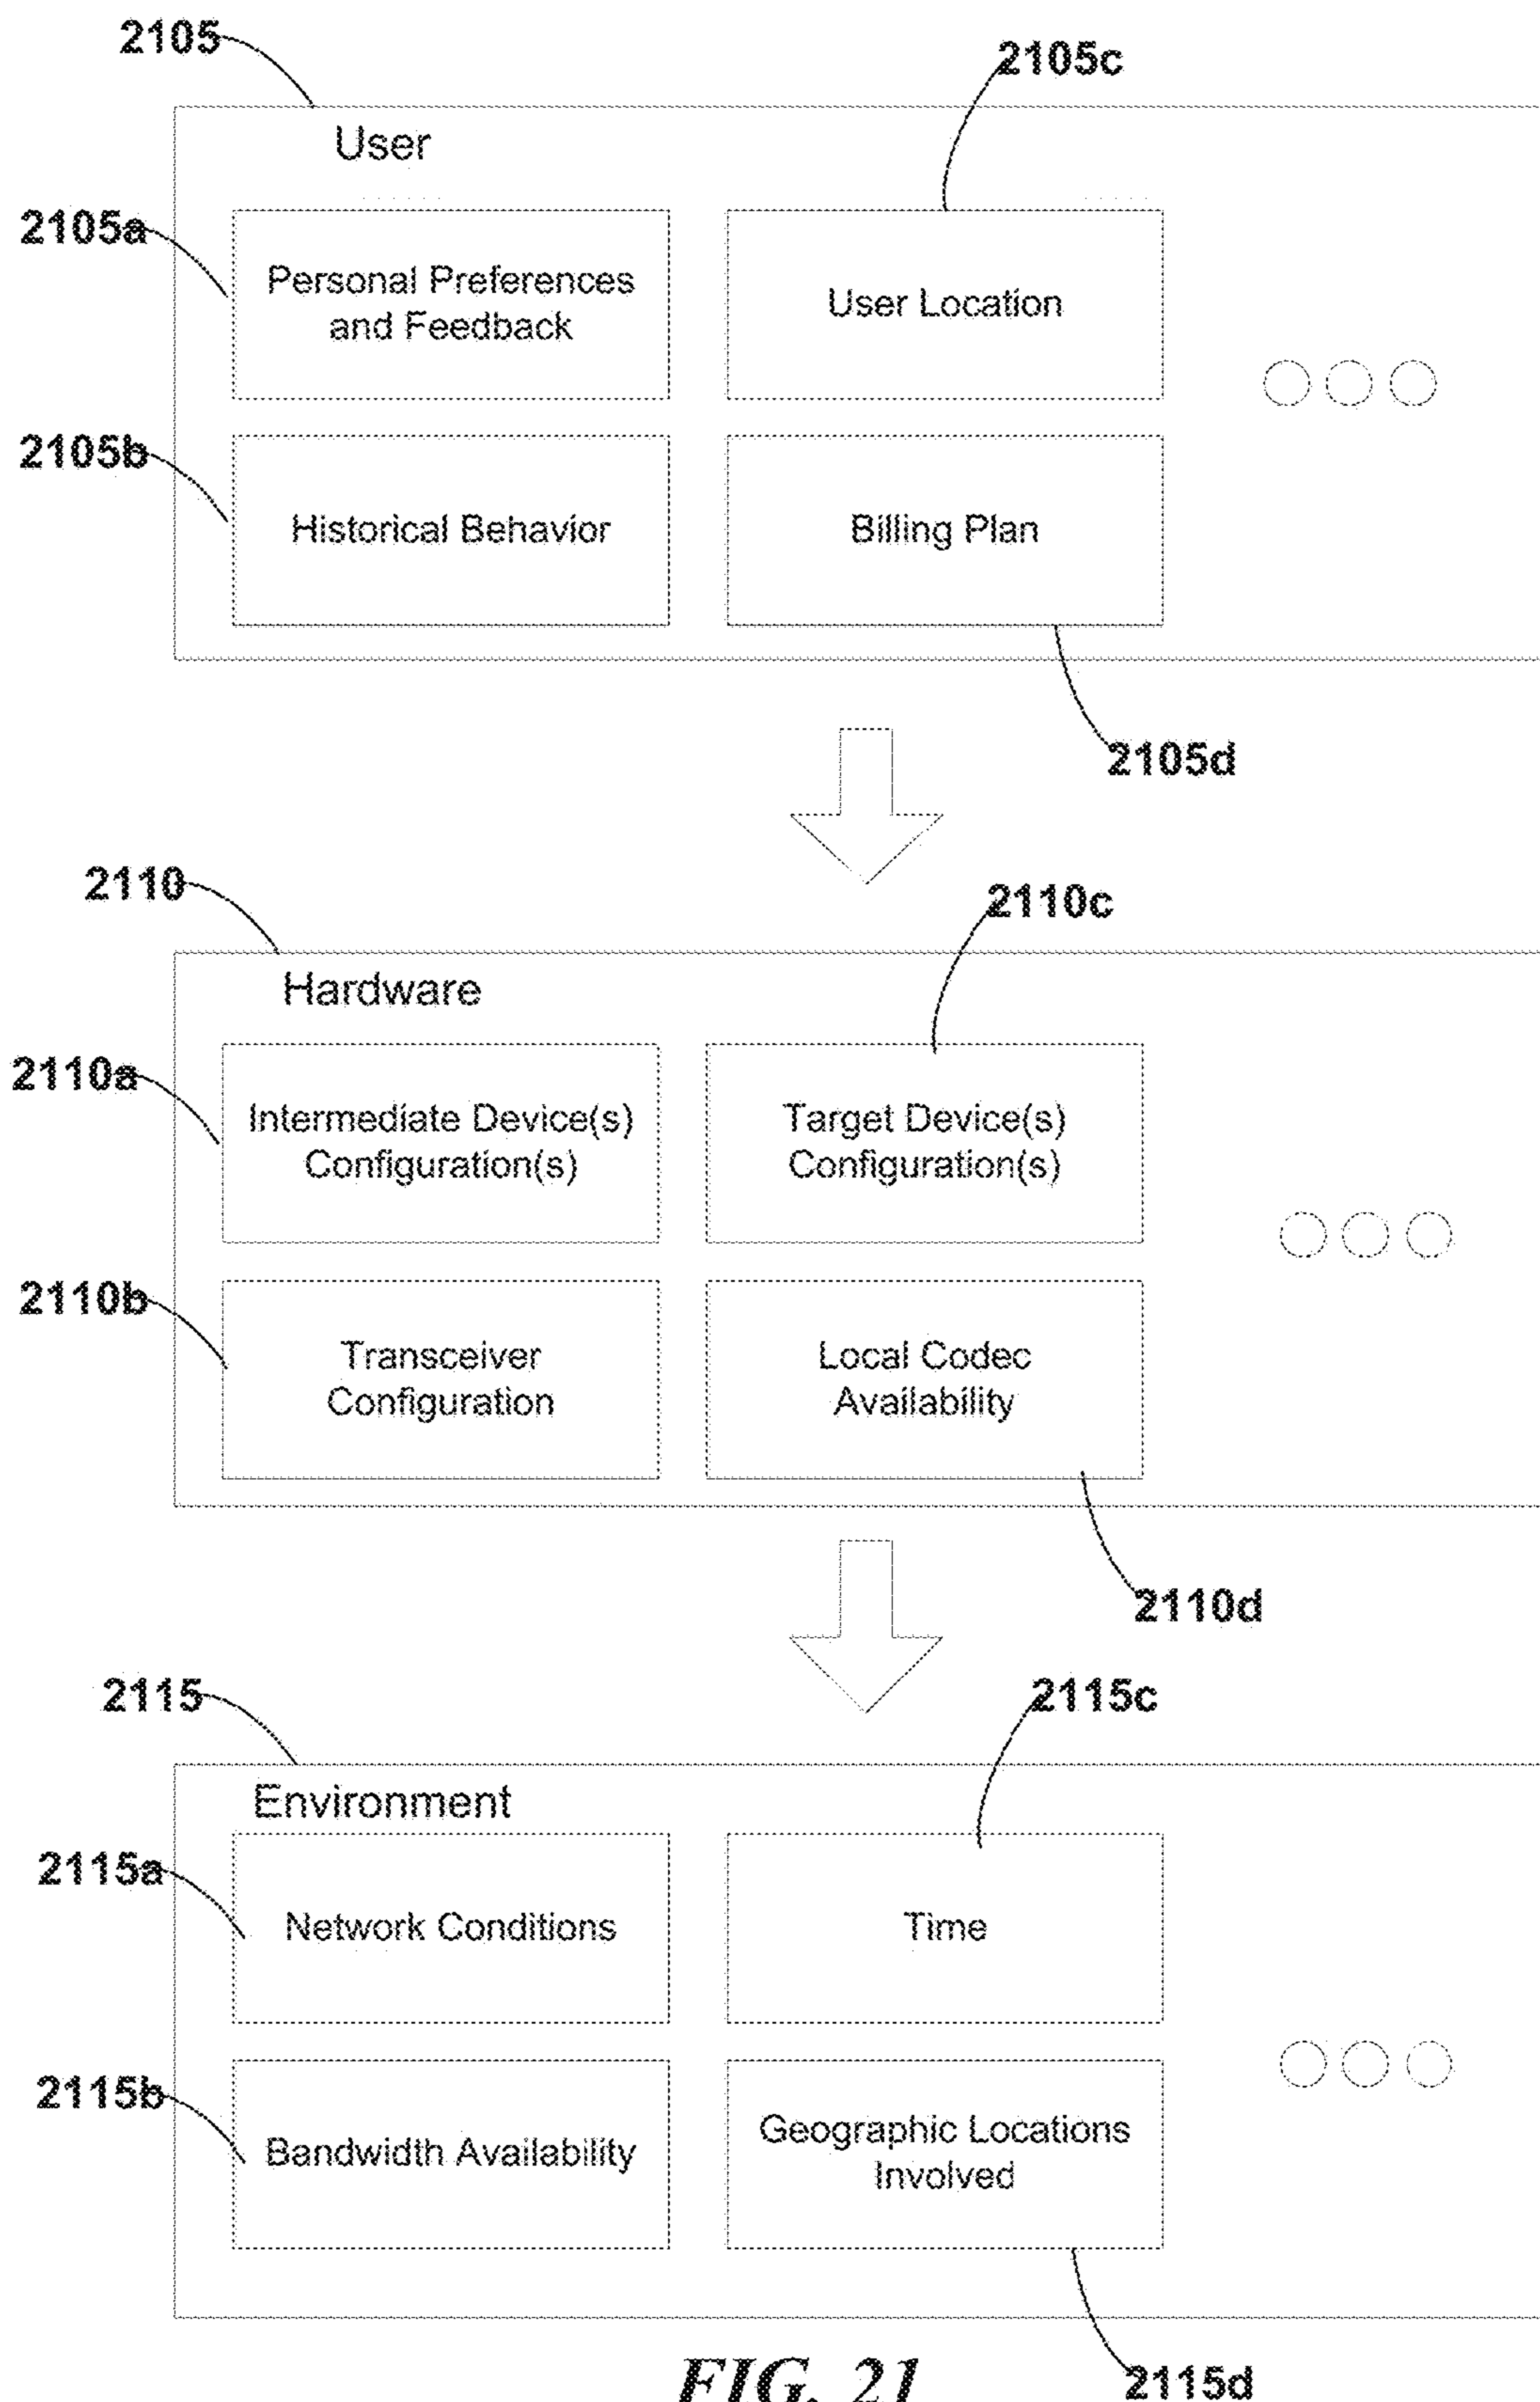 2105
2105c
User
2105a
Personal Preferences
and Feedback
User Location
2105b
Historical Behavior
Billing Plan
2105d
2110
2110c
Hardware
2110a
Intermediate Device(s)
Configuration(s)
Target Device(s)
Configuration(s)
2110b
Transceiver
Configuration
Local Codec
Availability
2110d
2115
2115c
Environment
2115a
Network Conditions
Time
2115b
Bandwidth Availability
Geographic Locations
Involved
2115d
FIG. 21